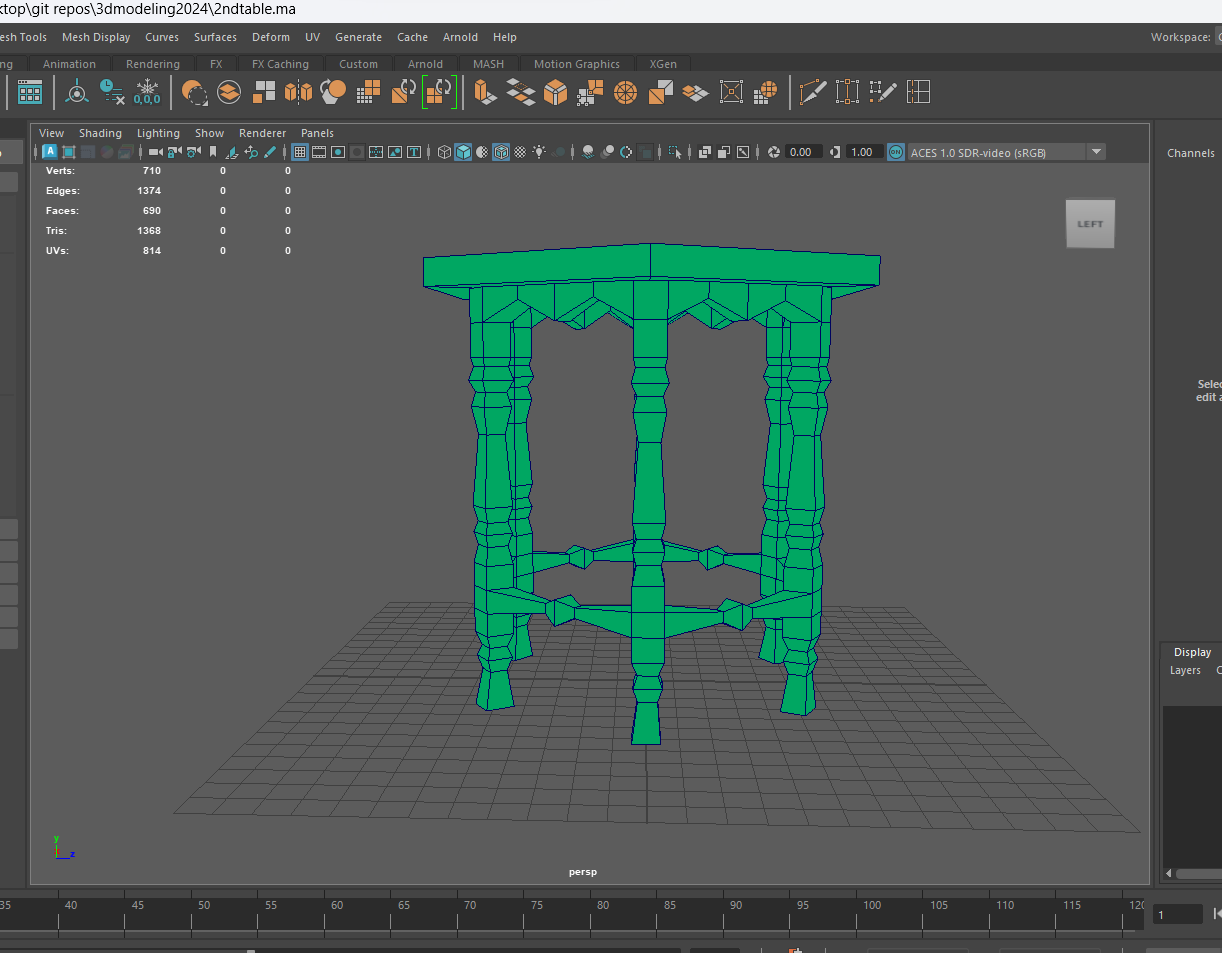 ktop\git repos\3dmodeling2024\2ndtable.ma
esh Tools Mesh Display Curves Surfaces Deform UV Generate Cache Arnold Help Workspace:
ng Animation Rendering FX FX Caching Custom Arnold MASH Motion Graphics XGen
0,0,0
View Shading Lighting Show Renderer Panels
Channels
A T 0.00 1.00 ON ACES 1.0 SDR-video (sRGB)
Verts: 710 0 0
Edges: 1374 0 0
Faces: 690 0 0
Tris: 1368 0 0
UVs: 814 0 0
LEFT
Selec
edit a
Display
Layers
y
z
persp
35 40 45 50 55 60 65 70 75 80 85 90 95 100 105 110 115 120
1